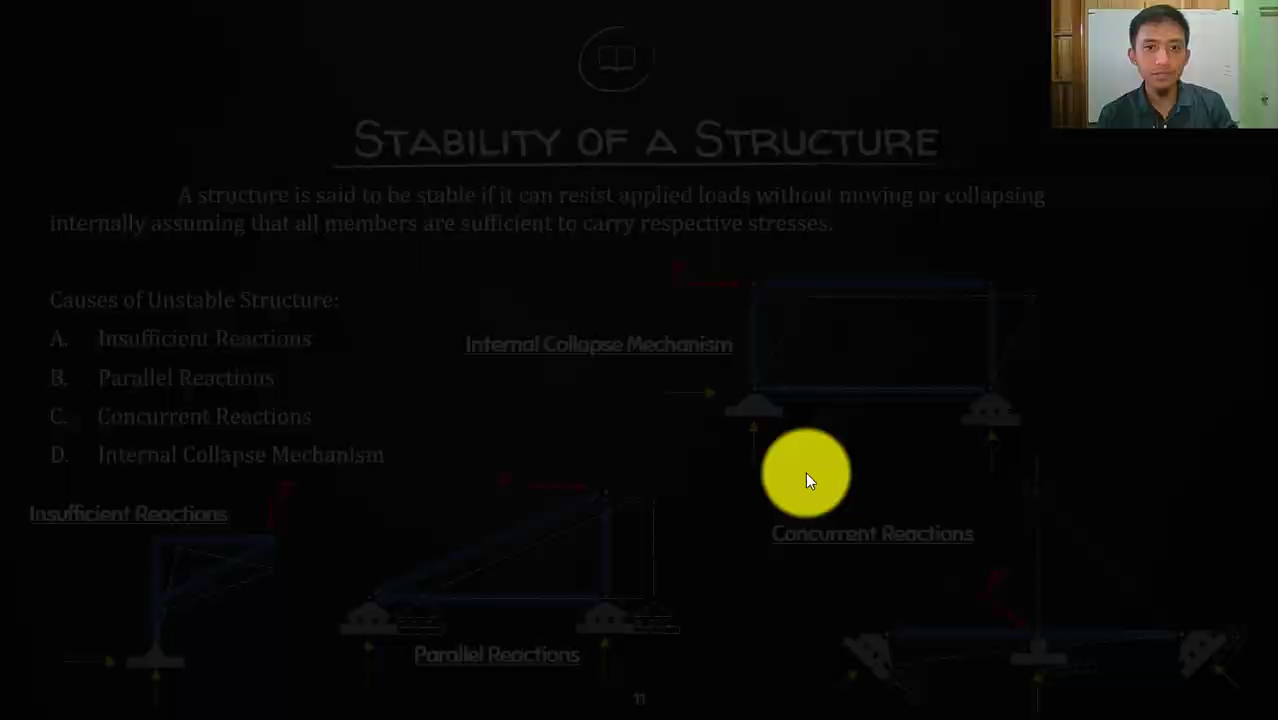 STABILITY OF A STRUCTURE
A structure is said to be stable if it can resist applied loads without moving or collapsing
internally assuming that all members are sufficient to carry respective stresses.
Causes of Unstable Structure:
A. Insufficient Reactions
B. Parallel Reactions
C. Concurrent Reactions
D. Internal Collapse Mechanism
Internal Collapse Mechanism
Insufficient Reactions
Parallel Reactions
Concurrent Reactions
11